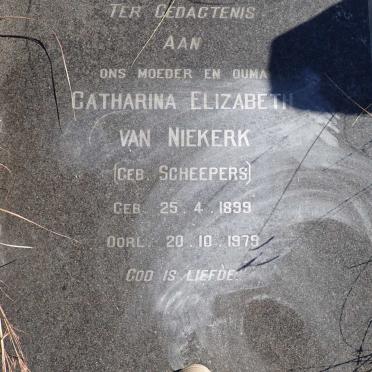 TER GEDAGTENIS
AAN
ONS MOEDER EN OUMA
CATHARINA ELIZABETH
VAN NIEKERK
(GEB. SCHEEPERS)
GEB. 25.4.1899
OORL. 20.10.1979
GOD IS LIEFDE.